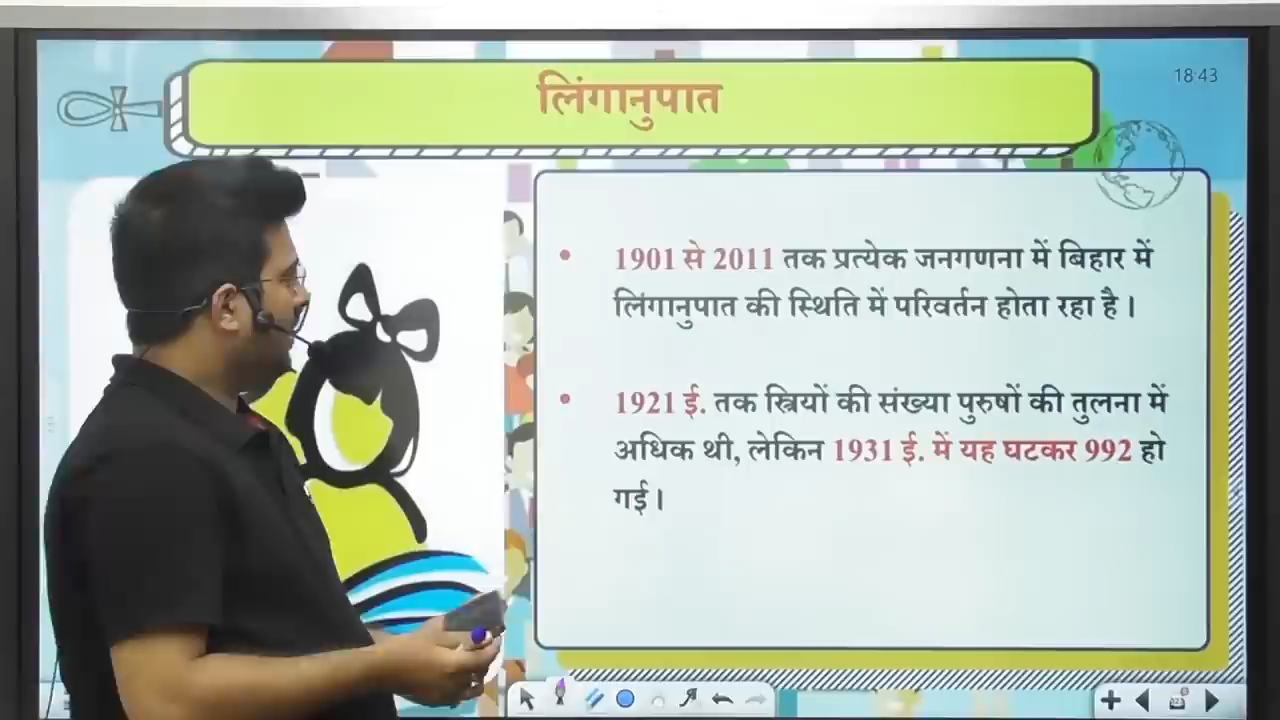 लिंगानुपात
18:43
• 1901 से 2011 तक प्रत्येक जनगणना में बिहार में
लिंगानुपात की स्थिति में परिवर्तन होता रहा है।
• 1921 ई. तक स्त्रियों की संख्या पुरुषों की तुलना में
अधिक थी, लेकिन 1931 ई. में यह घटकर 992 हो
गई।